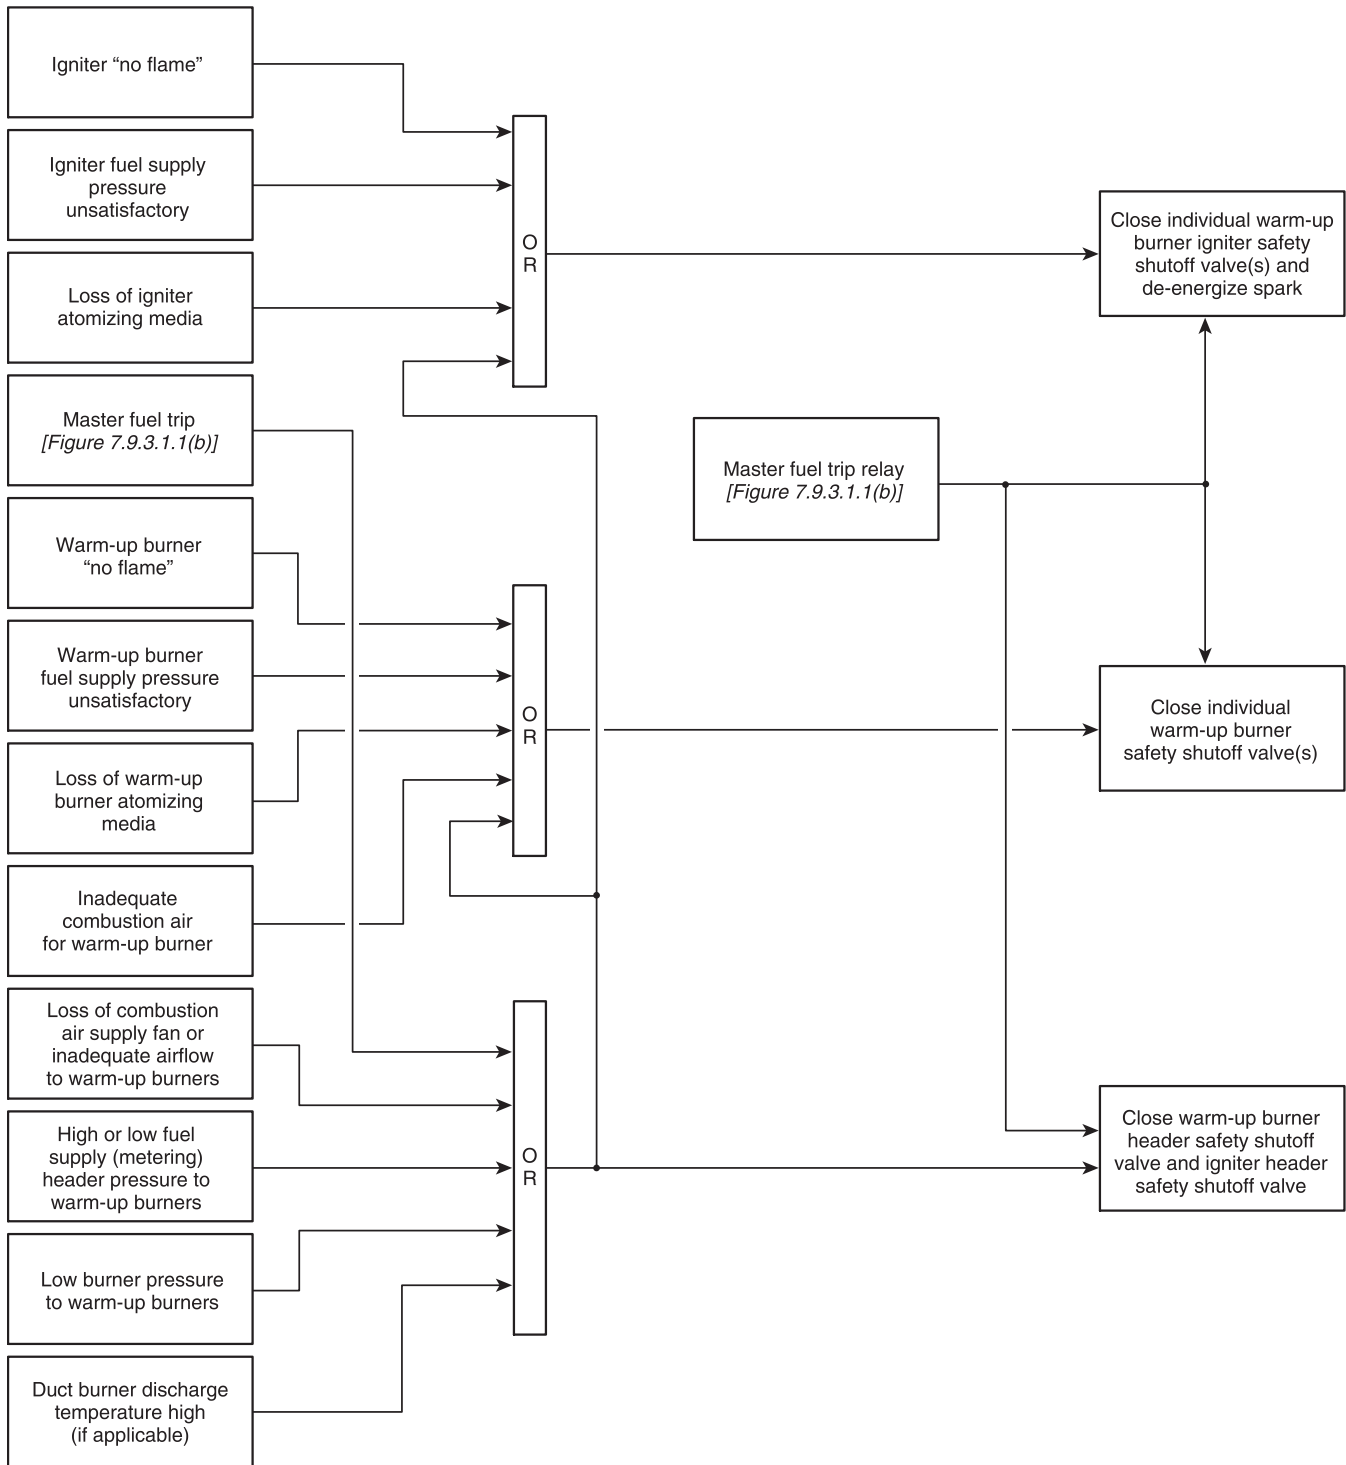 Igniter “no flame”
Igniter fuel supply
pressure
unsatisfactory
Loss of igniter
atomizing media
Master fuel trip
[Figure 7.9.3.1.1(b)]
Warm-up burner
“no flame”
Warm-up burner
fuel supply pressure
unsatisfactory
Loss of warm-up
burner atomizing
media
Inadequate
combustion air
for warm-up burner
Loss of combustion
air supply fan or
inadequate airflow
to warm-up burners
High or low fuel
supply (metering)
header pressure to
warm-up burners
Low burner pressure
to warm-up burners
Duct burner discharge
temperature high
(if applicable)
O
R
O
R
O
R
Master fuel trip relay
[Figure 7.9.3.1.1(b)]
Close individual warm-up
burner igniter safety
shutoff valve(s) and
de-energize spark
Close individual
warm-up burner
safety shutoff valve(s)
Close warm-up burner
header safety shutoff
valve and igniter header
safety shutoff valve